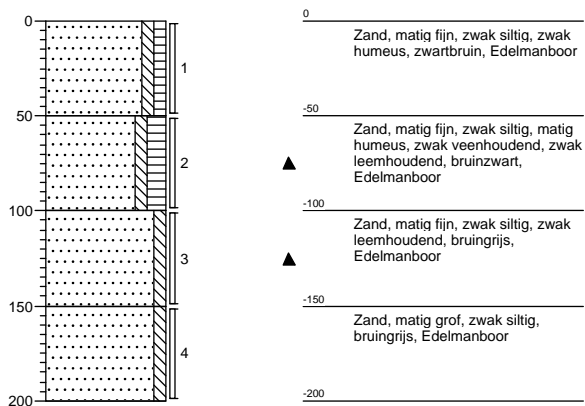 0
50
100
150
200
1
2
3
4
0
Zand, matig fijn, zwak siltig, zwak
humeus, zwartbruin, Edelmanboor
-50
Zand, matig fijn, zwak siltig, matig
humeus, zwak veenhoudend, zwak
leemhoudend, bruinzwart,
Edelmanboor
-100
Zand, matig fijn, zwak siltig, zwak
leemhoudend, bruingrijs,
Edelmanboor
-150
Zand, matig grof, zwak siltig,
bruingrijs, Edelmanboor
-200